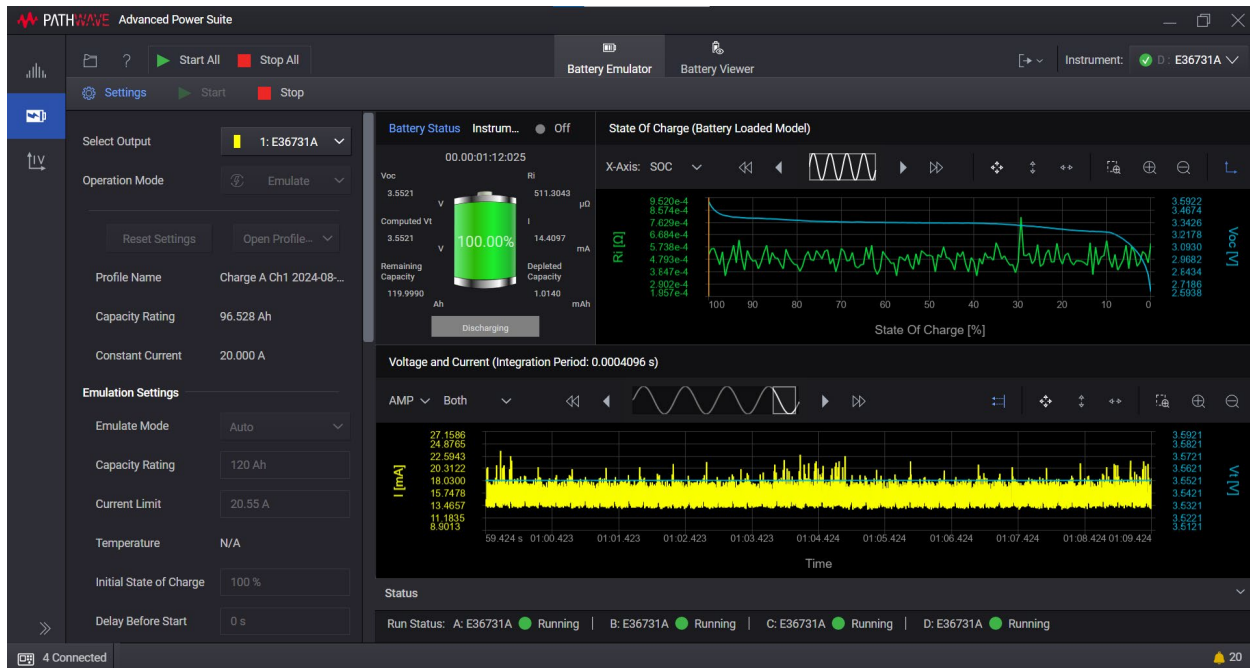 PATHWAVE Advanced Power Suite
? Start All Stop All
Battery Emulator
Battery Viewer
Instrument: D : E36731A
Settings Start Stop
Select Output 1: E36731A
Operation Mode Emulate
Reset Settings Open Profile...
Profile Name Charge A Ch1 2024-08-...
Capacity Rating 96.528 Ah
Constant Current 20.000 A
Emulation Settings
Emulate Mode Auto
Capacity Rating 120 Ah
Current Limit 20.55 A
Temperature N/A
Initial State of Charge 100 %
Delay Before Start 0 s
IV
Battery Status Instrum... Off
00.00:01:12:025
Voc Ri
3.5521 V 511.3043 µΩ
Computed Vt I
3.5521 V 14.4097 mA
100.00%
Remaining Capacity Depleted Capacity
119.9990 Ah 1.0140 mAh
Discharging
State Of Charge (Battery Loaded Model)
X-Axis: SOC
Ri [Ω]
9.520e-4
8.574e-4
7.629e-4
6.684e-4
5.738e-4
4.793e-4
3.647e-4
2.902e-4
1.957e-4
3.5922
3.4674
3.3426
3.2178
3.0930
2.9682
2.6434
2.7186
2.5938
Voc [V]
100 90 80 70 60 50 40 30 20 10 0
State Of Charge [%]
Voltage and Current (Integration Period: 0.0004096 s)
AMP Both
I [mA]
27.1586
24.8765
22.5943
20.3122
18.0300
15.7478
13.4657
11.1835
8.9013
3.5921
3.5821
3.5721
3.5621
3.5521
3.5421
3.5321
3.5221
3.5121
Vt [V]
59.424 s 01:00.423 01:01.423 01:02.423 01:03.423 01:04.424 01:05.424 01:06.424 01:07.424 01:08.424 01:09.424
Time
Status
Run Status: A: E36731A Running | B: E36731A Running | C: E36731A Running | D: E36731A Running
4 Connected
20